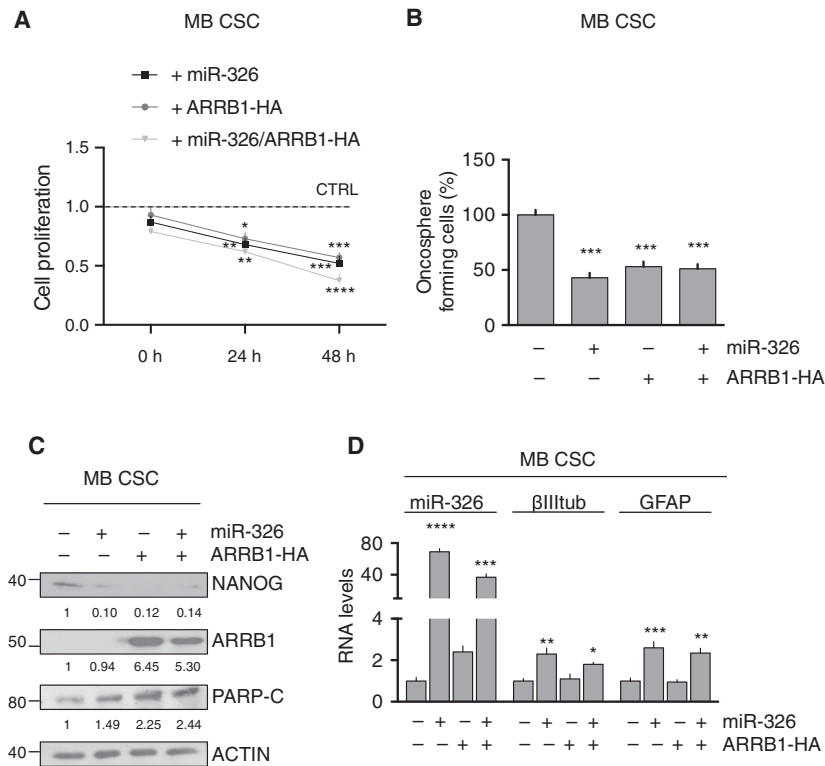 A
MB CSC
+ miR-326
+ ARRB1-HA
+ miR-326/ARRB1-HA
Cell proliferation
1.5
1.0
0.5
0.0
CTRL
*
**
**
***
***
****
0 h
24 h
48 h
B
MB CSC
Oncosphere
forming cells (%)
150
100
50
0
*** *** ***
– + – + miR-326
– – + + ARRB1-HA
C
MB CSC
– + – + miR-326
– – + + ARRB1-HA
40 NANOG
1 0.10 0.12 0.14
50 ARRB1
1 0.94 6.45 5.30
80 PARP-C
1 1.49 2.25 2.44
40 ACTIN
D
MB CSC
miR-326 βIIItub GFAP
RNA levels
80
40
4
2
0
**** ***
** *
*** **
– + – + – + – + – + – + miR-326
– – + + – – + + – – + + ARRB1-HA